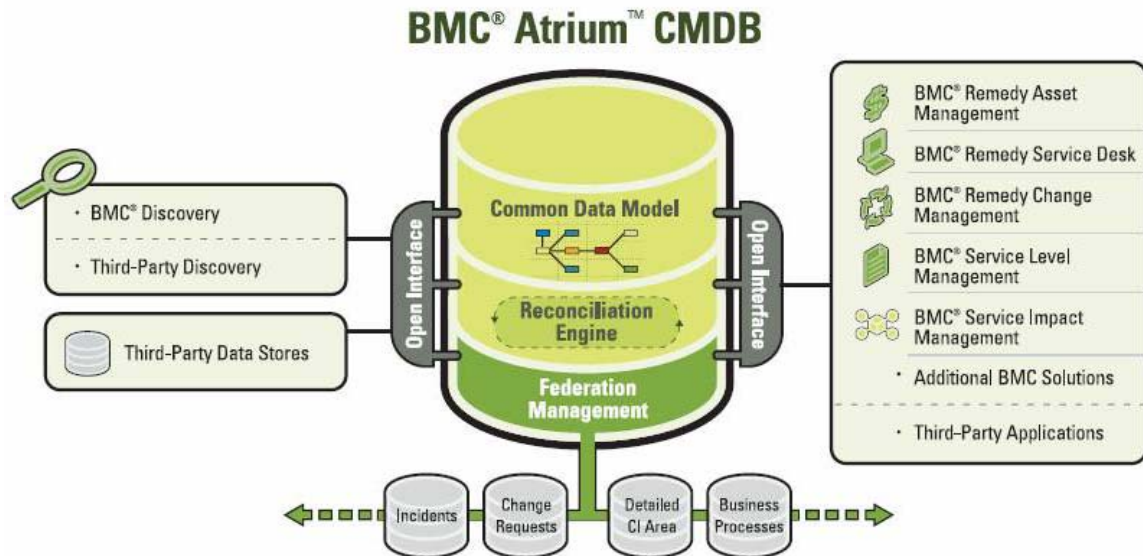 BMC® Atrium™ CMDB
· BMC® Discovery
· Third-Party Discovery
Third-Party Data Stores
Open Interface
Common Data Model
Reconciliation
Engine
Federation
Management
Open Interface
BMC® Remedy Asset
Management
BMC® Remedy Service Desk
BMC® Remedy Change
Management
BMC® Service Level
Management
BMC® Service Impact
Management
· Additional BMC Solutions
· Third-Party Applications
Incidents
Change
Requests
Detailed
CI Area
Business
Processes